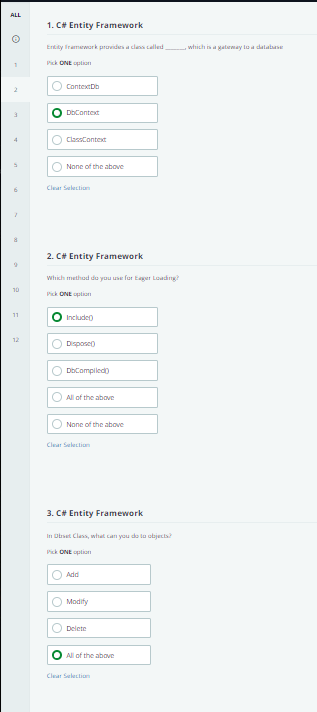 ALL
1
2
3
4
5
6
7
8
9
10
11
12
1. C# Entity Framework
Entity Framework provides a class called ______, which is a gateway to a database
Pick ONE option
ContextDb
DbContext
ClassContext
None of the above
Clear Selection
2. C# Entity Framework
Which method do you use for Eager Loading?
Pick ONE option
Include()
Dispose()
DbCompiled()
All of the above
None of the above
Clear Selection
3. C# Entity Framework
In Dbset Class, what can you do to objects?
Pick ONE option
Add
Modify
Delete
All of the above
Clear Selection